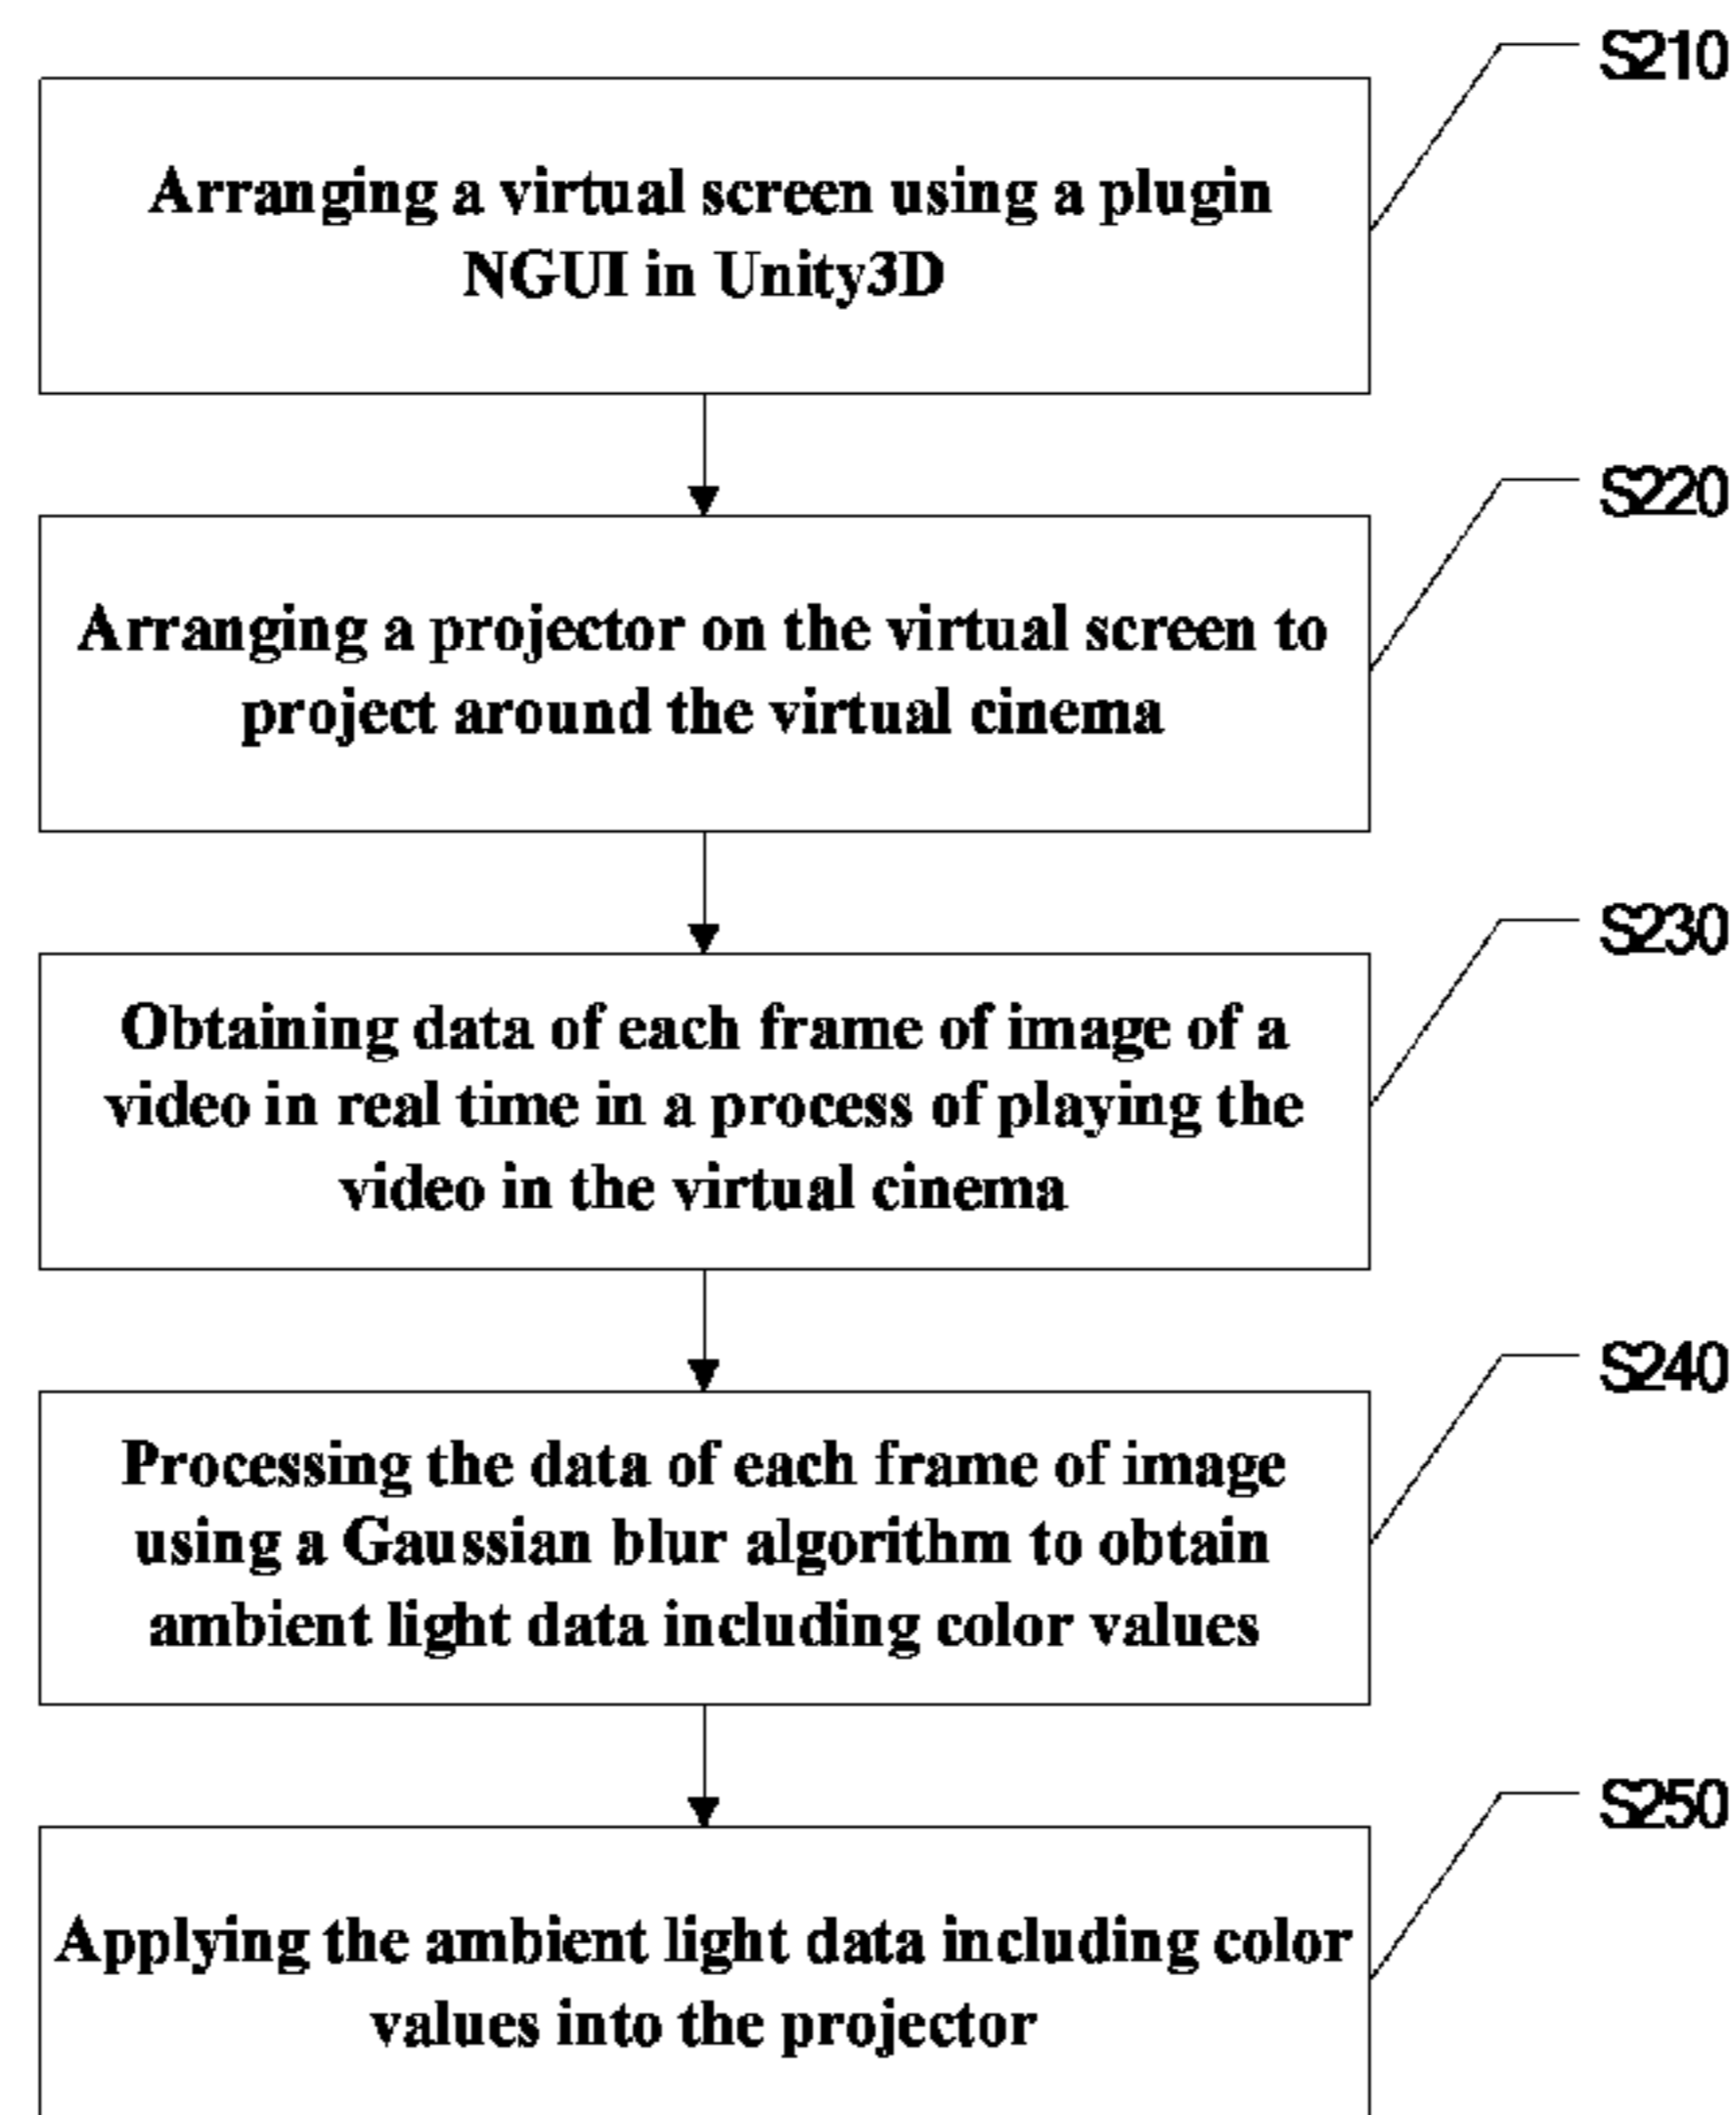 S210
Arranging a virtual screen using a plugin
NGUI in Unity3D
S220
Arranging a projector on the virtual screen to
project around the virtual cinema
S230
Obtaining data of each frame of image of a
video in real time in a process of playing the
video in the virtual cinema
S240
Processing the data of each frame of image
using a Gaussian blur algorithm to obtain
ambient light data including color values
S250
Applying the ambient light data including color
values into the projector